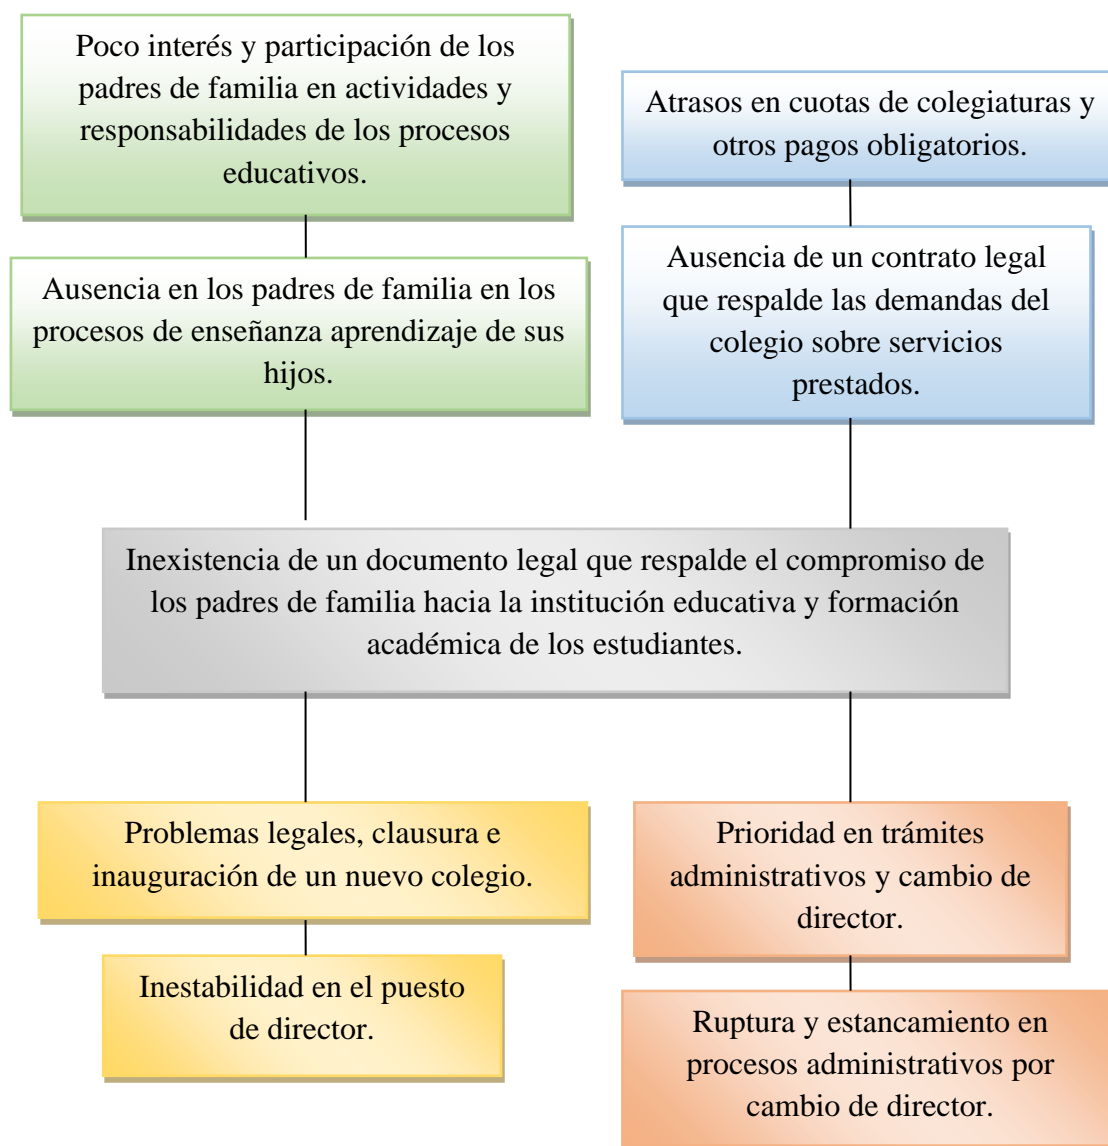 Poco interés y participación de los
padres de familia en actividades y
responsabilidades de los procesos
educativos.
Atrasos en cuotas de colegiaturas y
otros pagos obligatorios.
Ausencia en los padres de familia en los
procesos de enseñanza aprendizaje de sus
hijos.
Ausencia de un contrato legal
que respalde las demandas del
colegio sobre servicios
prestados.
Inexistencia de un documento legal que respalde el compromiso de
los padres de familia hacia la institución educativa y formación
académica de los estudiantes.
Problemas legales, clausura e
inauguración de un nuevo colegio.
Prioridad en trámites
administrativos y cambio de
director.
Inestabilidad en el puesto
de director.
Ruptura y estancamiento en
procesos administrativos por
cambio de director.